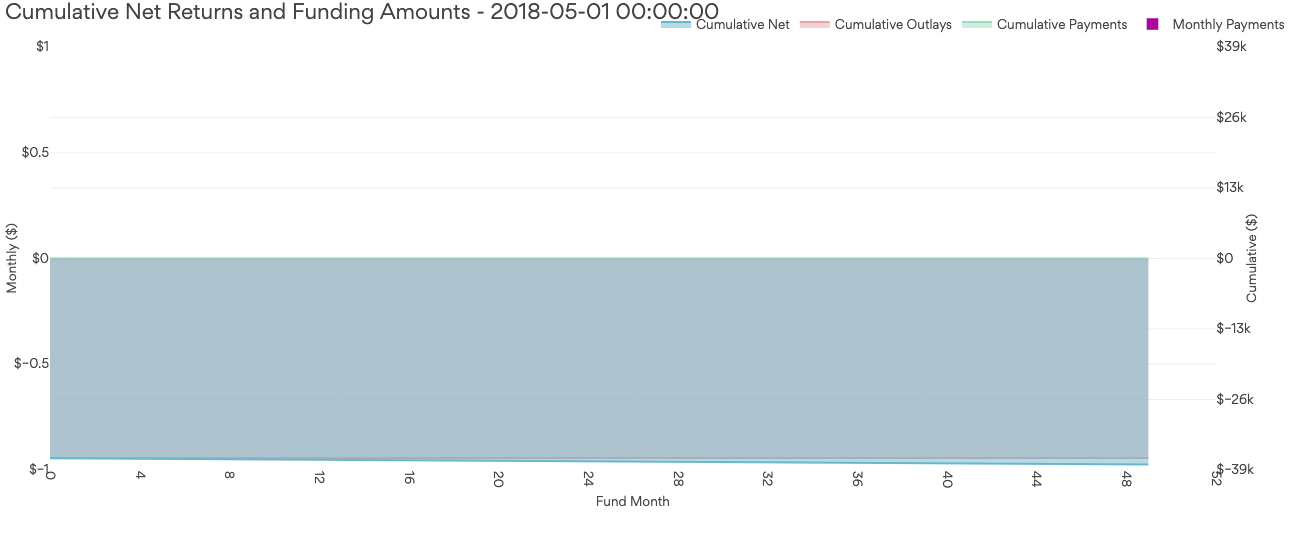 Cumulative Net Returns and Funding Amounts - 2018-05-01 00:00:00
Cumulative Net Cumulative Outlays Cumulative Payments Monthly Payments
$1 $39k
$26k
$0.5
$13k
Monthly ($)
$0 $0
Cumulative ($)
$−13k
$−0.5
$−26k
$−1 $−39k
0 4 8 12 16 20 24 28 32 36 40 44 48 52
Fund Month